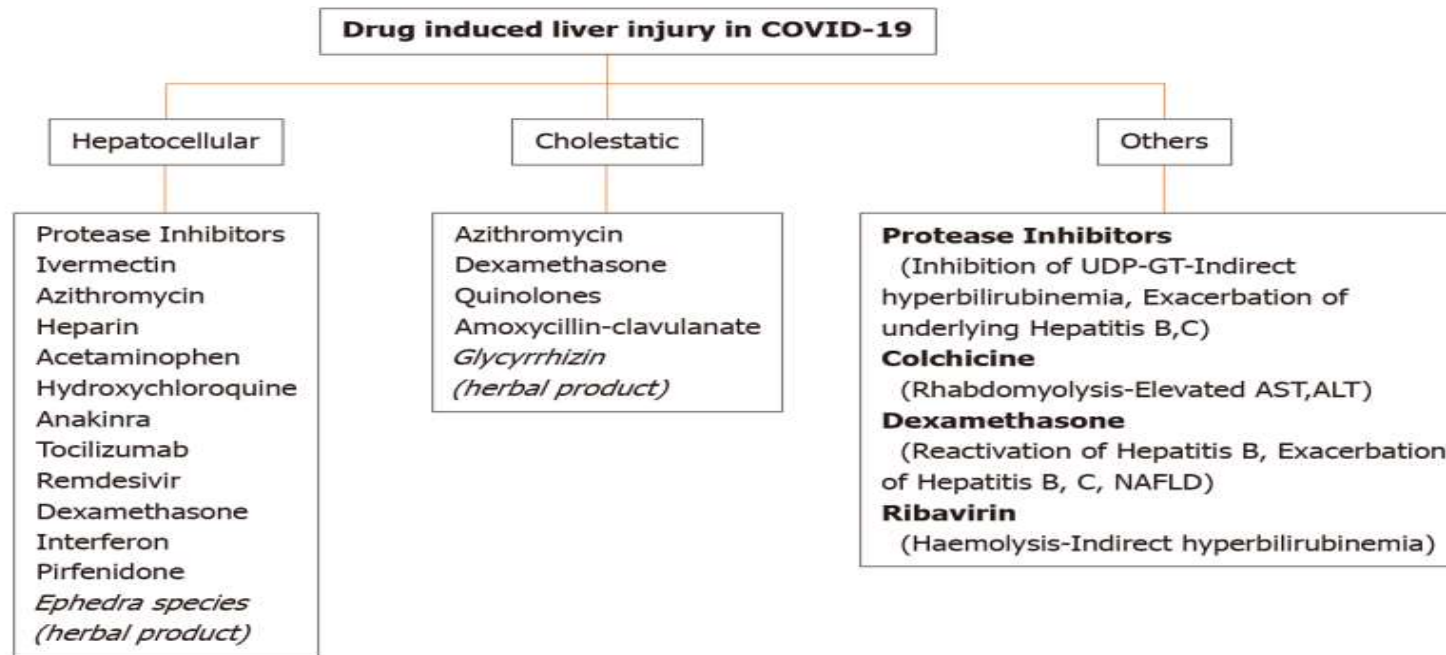 Drug induced liver injury in COVID-19
Hepatocellular
Cholestatic
Others
Protease Inhibitors
Ivermectin
Azithromycin
Heparin
Acetaminophen
Hydroxychloroquine
Anakinra
Tocilizumab
Remdesivir
Dexamethasone
Interferon
Pirfenidone
Ephedra species
(herbal product)
Azithromycin
Dexamethasone
Quinolones
Amoxycillin-clavulanate
Glycyrrhizin
(herbal product)
Protease Inhibitors
(Inhibition of UDP-GT-Indirect
hyperbilirubinemia, Exacerbation of
underlying Hepatitis B,C)
Colchicine
(Rhabdomyolysis-Elevated AST,ALT)
Dexamethasone
(Reactivation of Hepatitis B, Exacerbation
of Hepatitis B, C, NAFLD)
Ribavirin
(Haemolysis-Indirect hyperbilirubinemia)